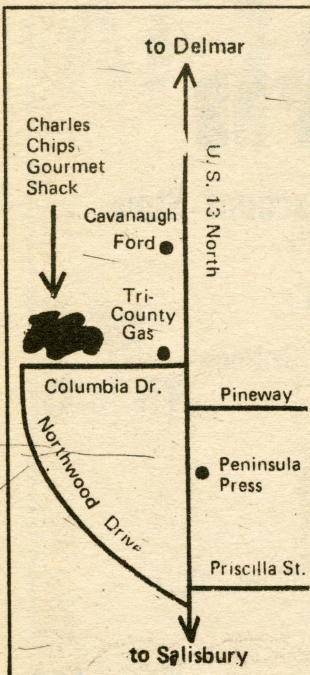 to Delmar
Charles
Chips
Gourmet
Shack
U.S. 13 North
Cavanaugh
Ford
Tri-
County
Gas
Columbia Dr.
Pineway
Northwood Drive
Peninsula
Press
Priscilla St.
to Salisbury